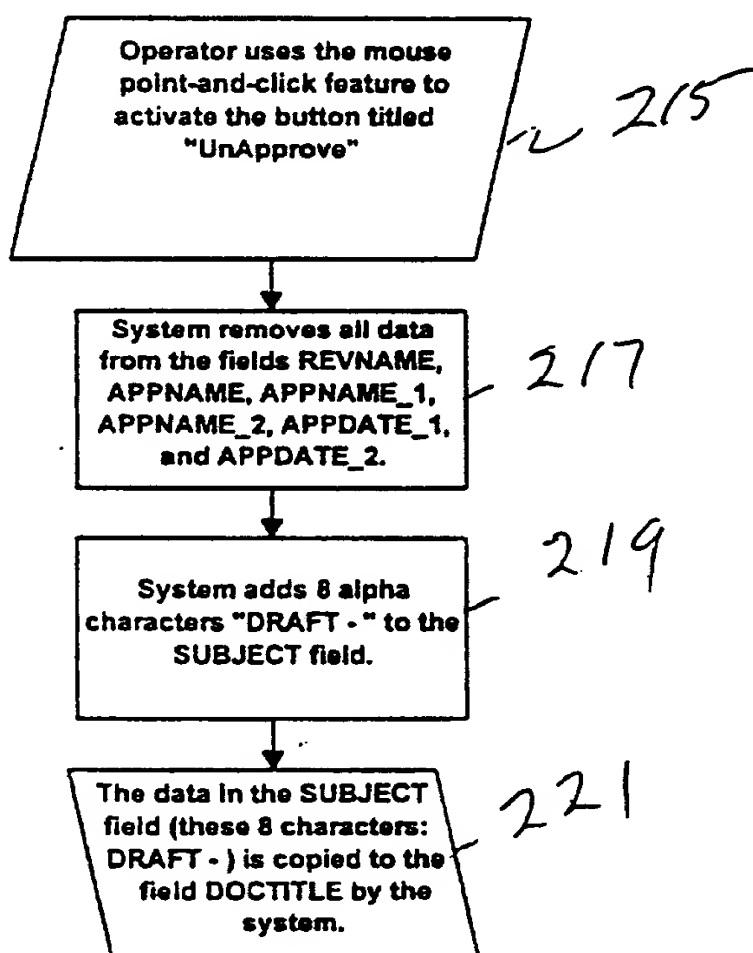 Operator uses the mouse
point-and-click feature to
activate the button titled
"UnApprove"
215
System removes all data
from the fields REVNAME,
APPNAME, APPNAME_1,
APPNAME_2, APPDATE_1,
and APPDATE_2.
217
System adds 8 alpha
characters "DRAFT - " to the
SUBJECT field.
219
The data in the SUBJECT
field (these 8 characters:
DRAFT - ) is copied to the
field DOCTITLE by the
system.
221